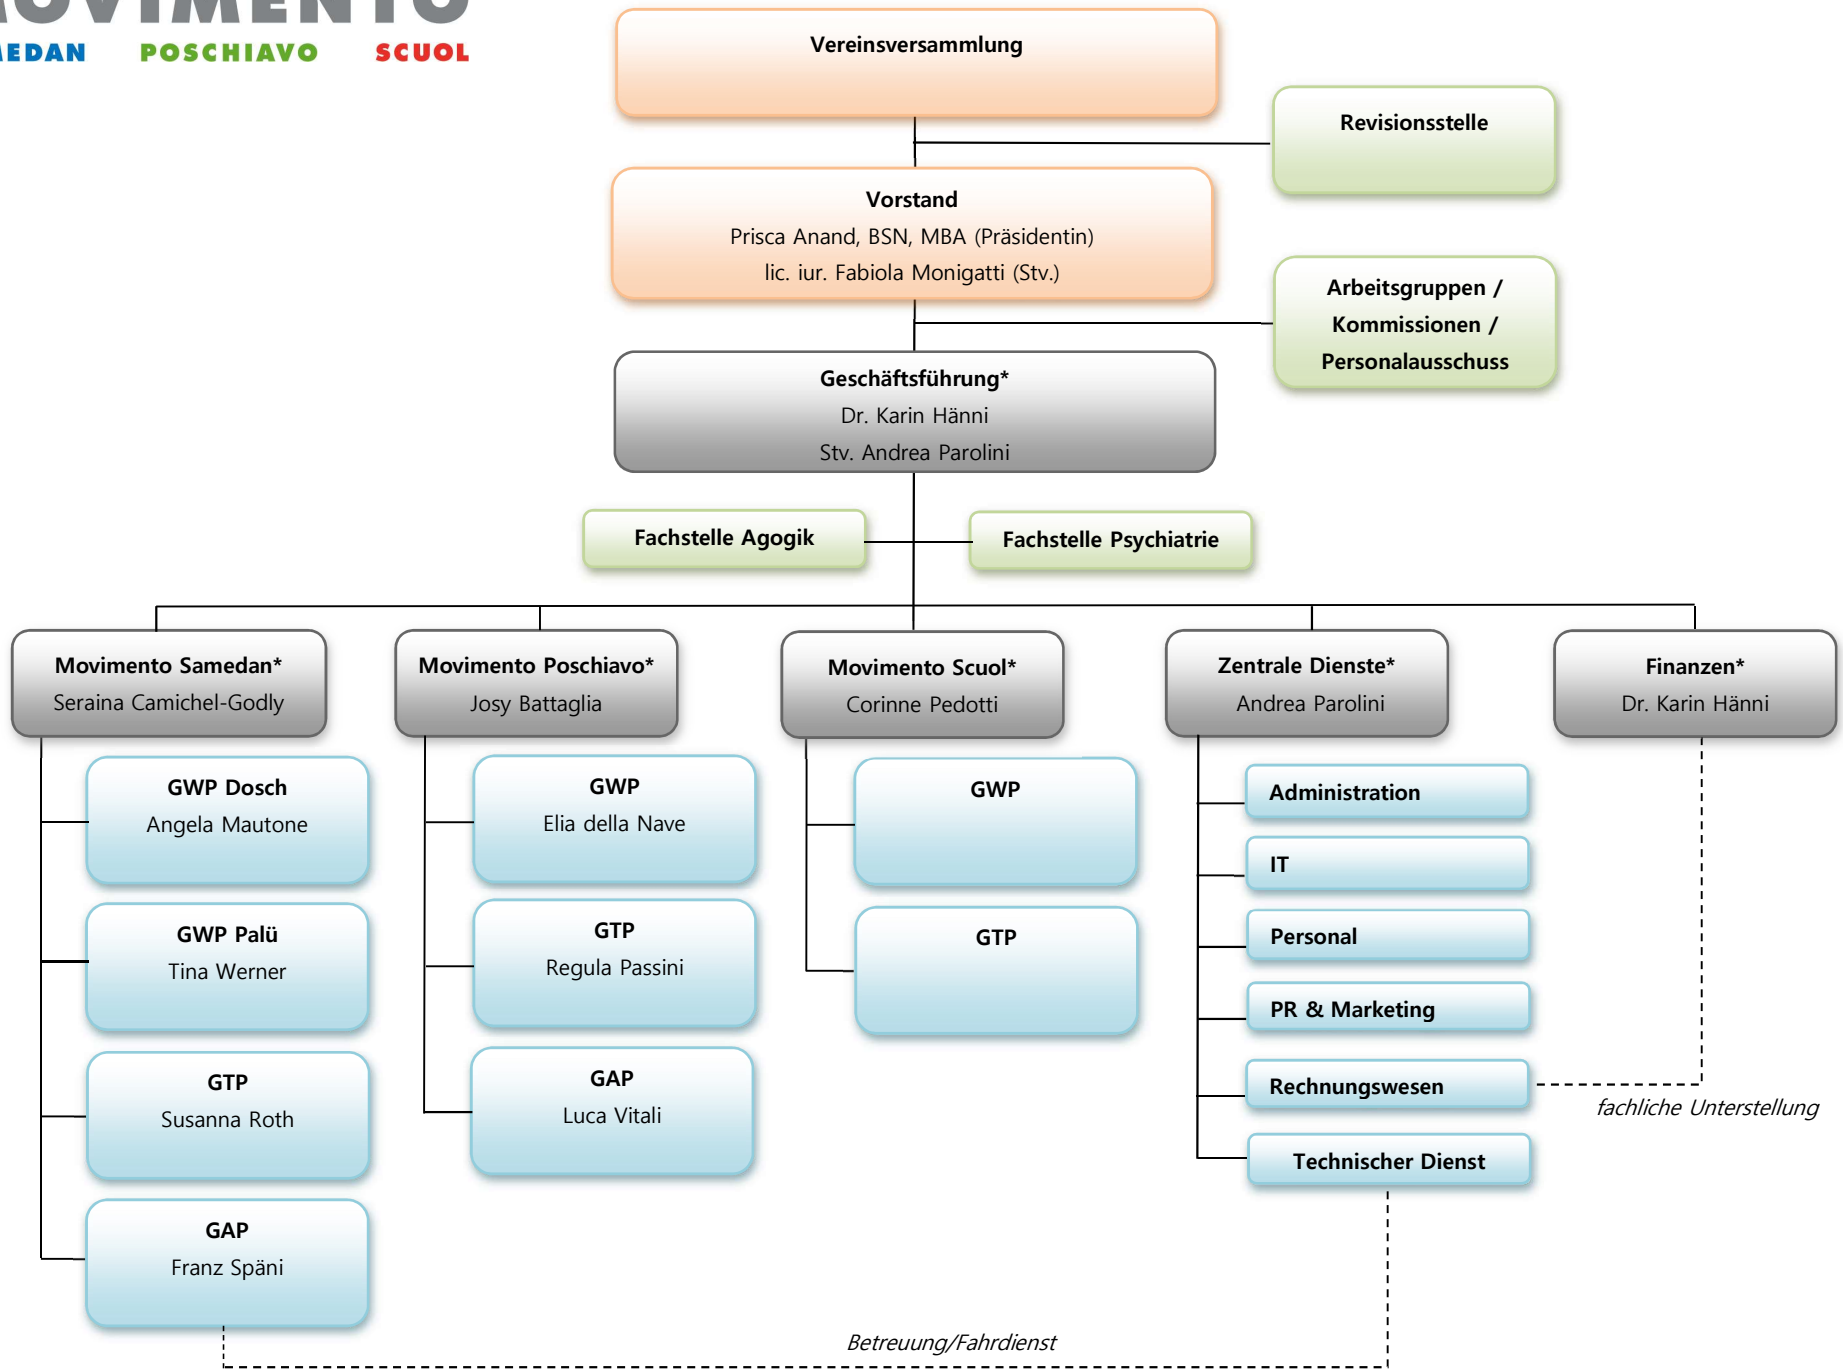 MOVIMENTO
MEDAN POSCHIAVO SCUOL
Vereinsversammlung
Revisionsstelle
Vorstand
Prisca Anand, BSN, MBA (Präsidentin)
lic. iur. Fabiola Monigatti (Stv.)
Arbeitsgruppen /
Kommissionen /
Personalausschuss
Geschäftsführung*
Dr. Karin Hänni
Stv. Andrea Parolini
Fachstelle Agogik
Fachstelle Psychiatrie
Movimento Samedan*
Seraina Camichel-Godly
GWP Dosch
Angela Mautone
GWP Palü
Tina Werner
GTP
Susanna Roth
GAP
Franz Späni
Movimento Poschiavo*
Josy Battaglia
GWP
Elia della Nave
GTP
Regula Passini
GAP
Luca Vitali
Movimento Scuol*
Corinne Pedotti
GWP
GTP
Zentrale Dienste*
Andrea Parolini
Administration
IT
Personal
PR & Marketing
Rechnungswesen
Technischer Dienst
Finanzen*
Dr. Karin Hänni
fachliche Unterstellung
Betreuung/Fahrdienst